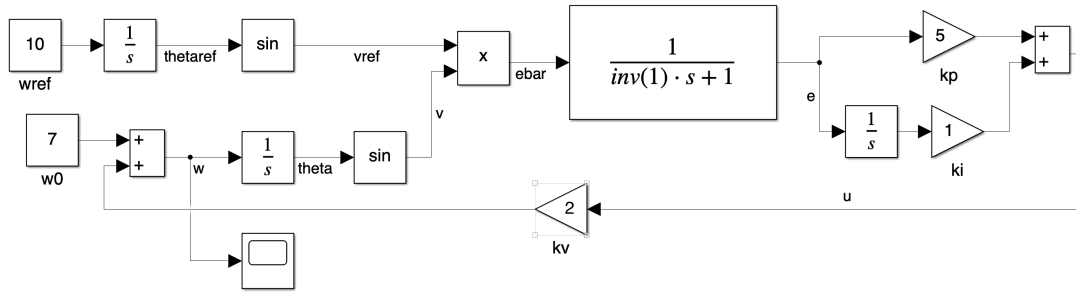 10
wref
1
s
thetaref
sin
vref
x
ebar
1
inv(1) · s + 1
e
5
kp
+
+
1
s
1
ki
7
w0
+
+
w
1
s
theta
sin
v
2
kv
u